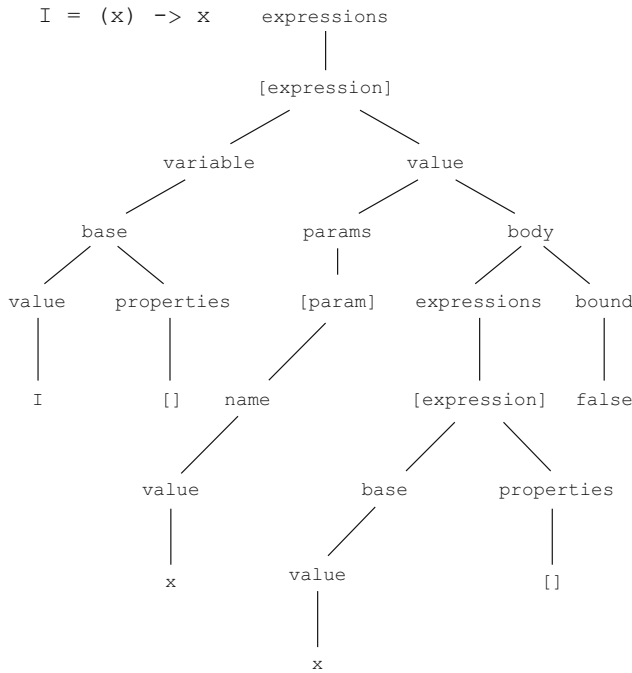 I = (x) -> x expressions
[expression]
variable value
base params body
value properties [param] expressions bound
I [] name [expression] false
value base properties
x value []
x